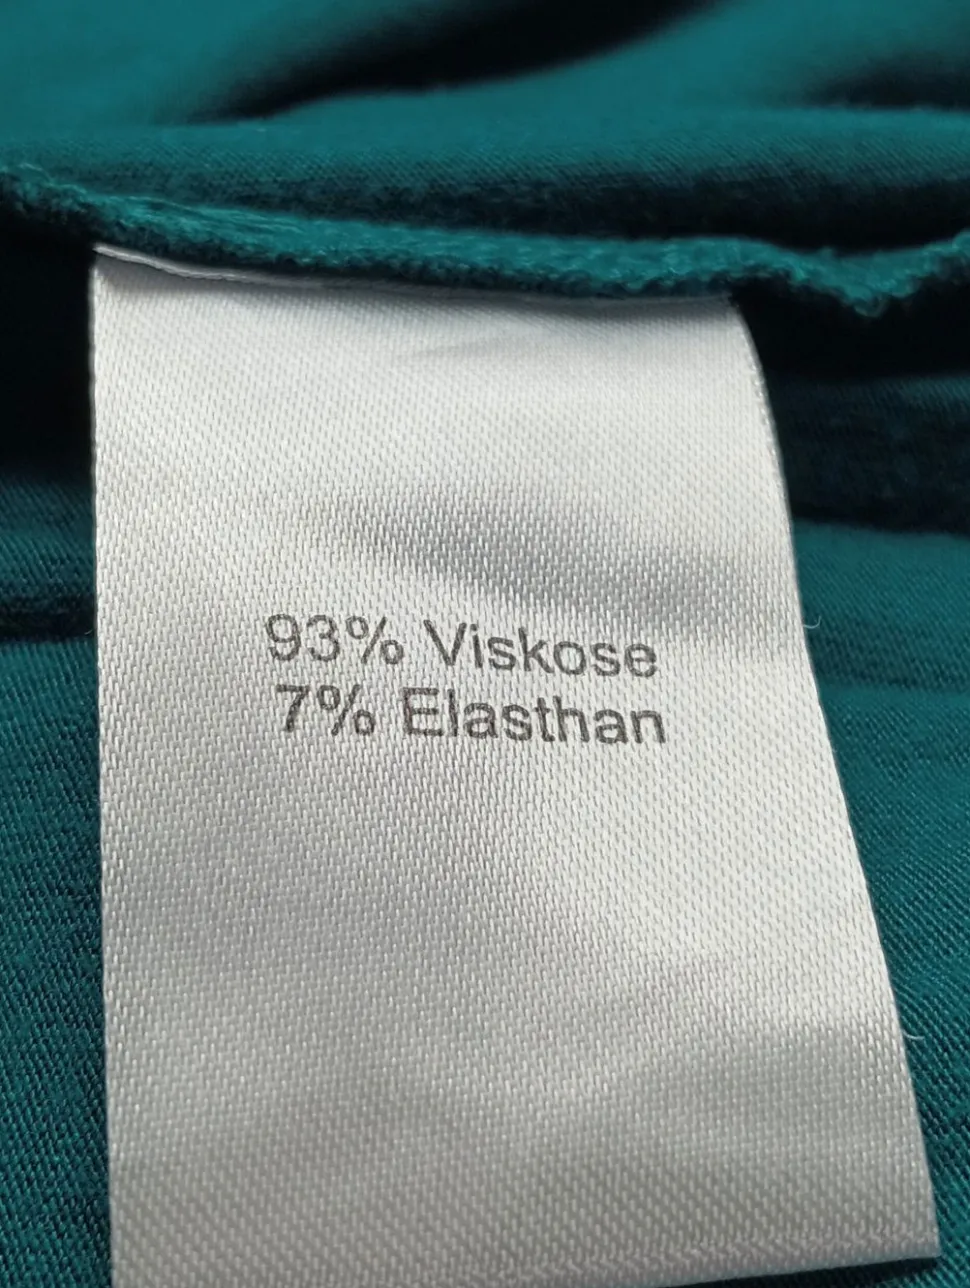 93% Viskose
7% Elasthan